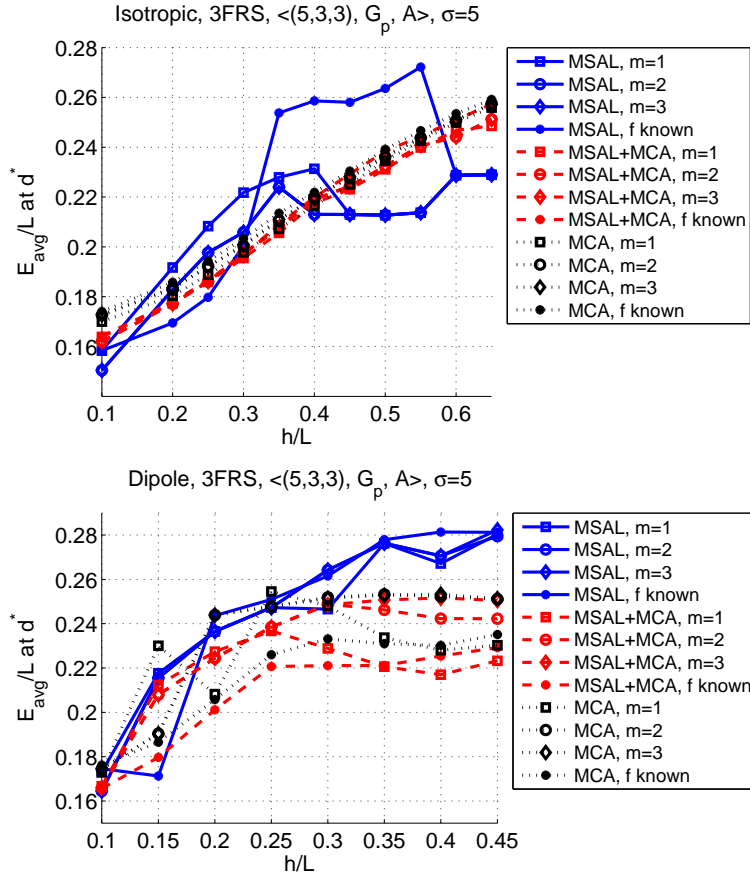 Isotropic, 3FRS, <(5,3,3), G_p, A>, σ=5
E_avg/L at d*
0.28
0.26
0.24
0.22
0.2
0.18
0.16
0.1
0.2
0.3
0.4
0.5
0.6
h/L
MSAL, m=1
MSAL, m=2
MSAL, m=3
MSAL, f known
MSAL+MCA, m=1
MSAL+MCA, m=2
MSAL+MCA, m=3
MSAL+MCA, f known
MCA, m=1
MCA, m=2
MCA, m=3
MCA, f known
Dipole, 3FRS, <(5,3,3), G_p, A>, σ=5
E_avg/L at d*
0.28
0.26
0.24
0.22
0.2
0.18
0.16
0.1
0.15
0.2
0.25
0.3
0.35
0.4
0.45
h/L
MSAL, m=1
MSAL, m=2
MSAL, m=3
MSAL, f known
MSAL+MCA, m=1
MSAL+MCA, m=2
MSAL+MCA, m=3
MSAL+MCA, f known
MCA, m=1
MCA, m=2
MCA, m=3
MCA, f known